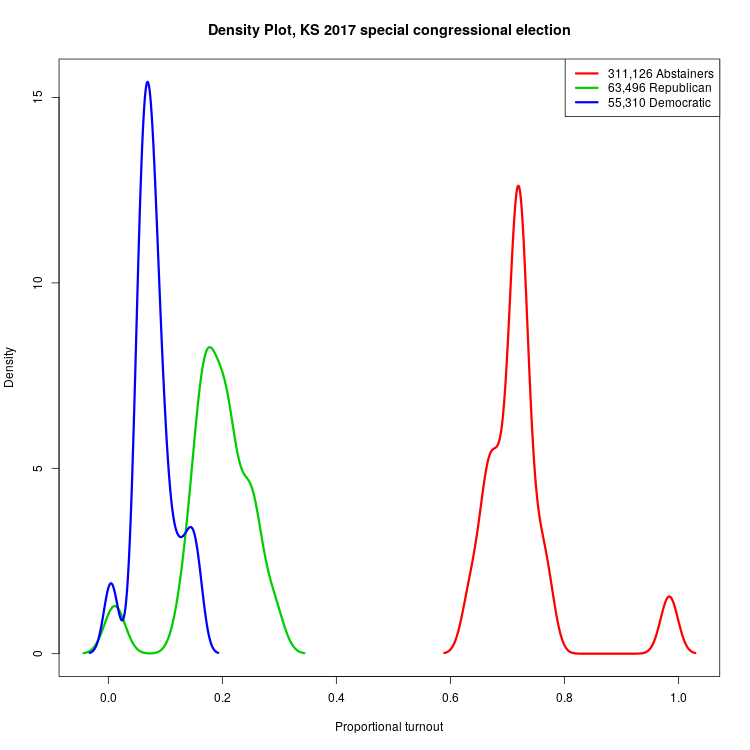 Density Plot, KS 2017 special congressional election
311,126 Abstainers
63,496 Republican
55,310 Democratic
Density
15
10
5
0
0.0 0.2 0.4 0.6 0.8 1.0
Proportional turnout